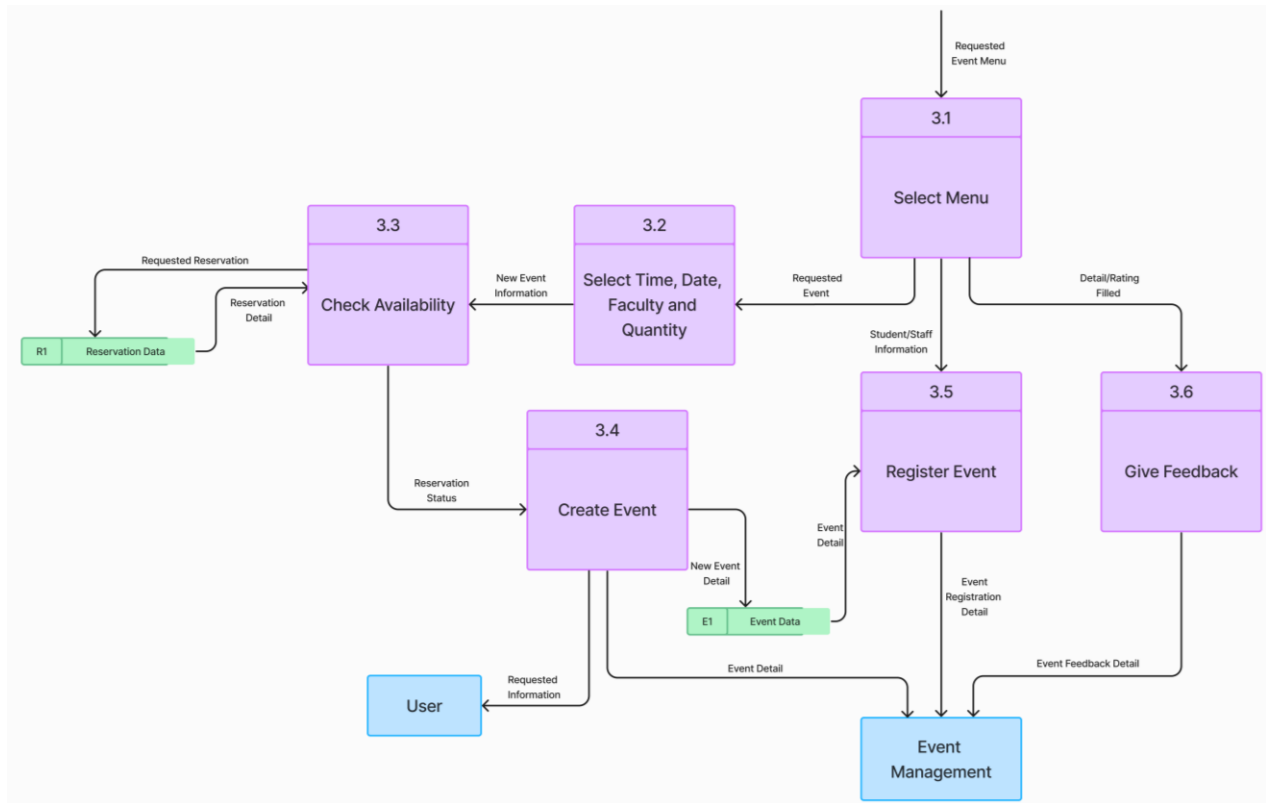 Requested
Event Menu
3.1
Select Menu
3.3
Check Availability
3.2
Select Time, Date,
Faculty and
Quantity
Requested Reservation
Reservation
Detail
R1
Reservation Data
New Event
Information
Requested
Event
Student/Staff
Information
Detail/Rating
Filled
3.5
Register Event
3.6
Give Feedback
3.4
Create Event
Reservation
Status
New Event
Detail
Event
Detail
E1
Event Data
Event
Registration
Detail
Event Feedback Detail
Event Detail
Requested
Information
User
Event
Management